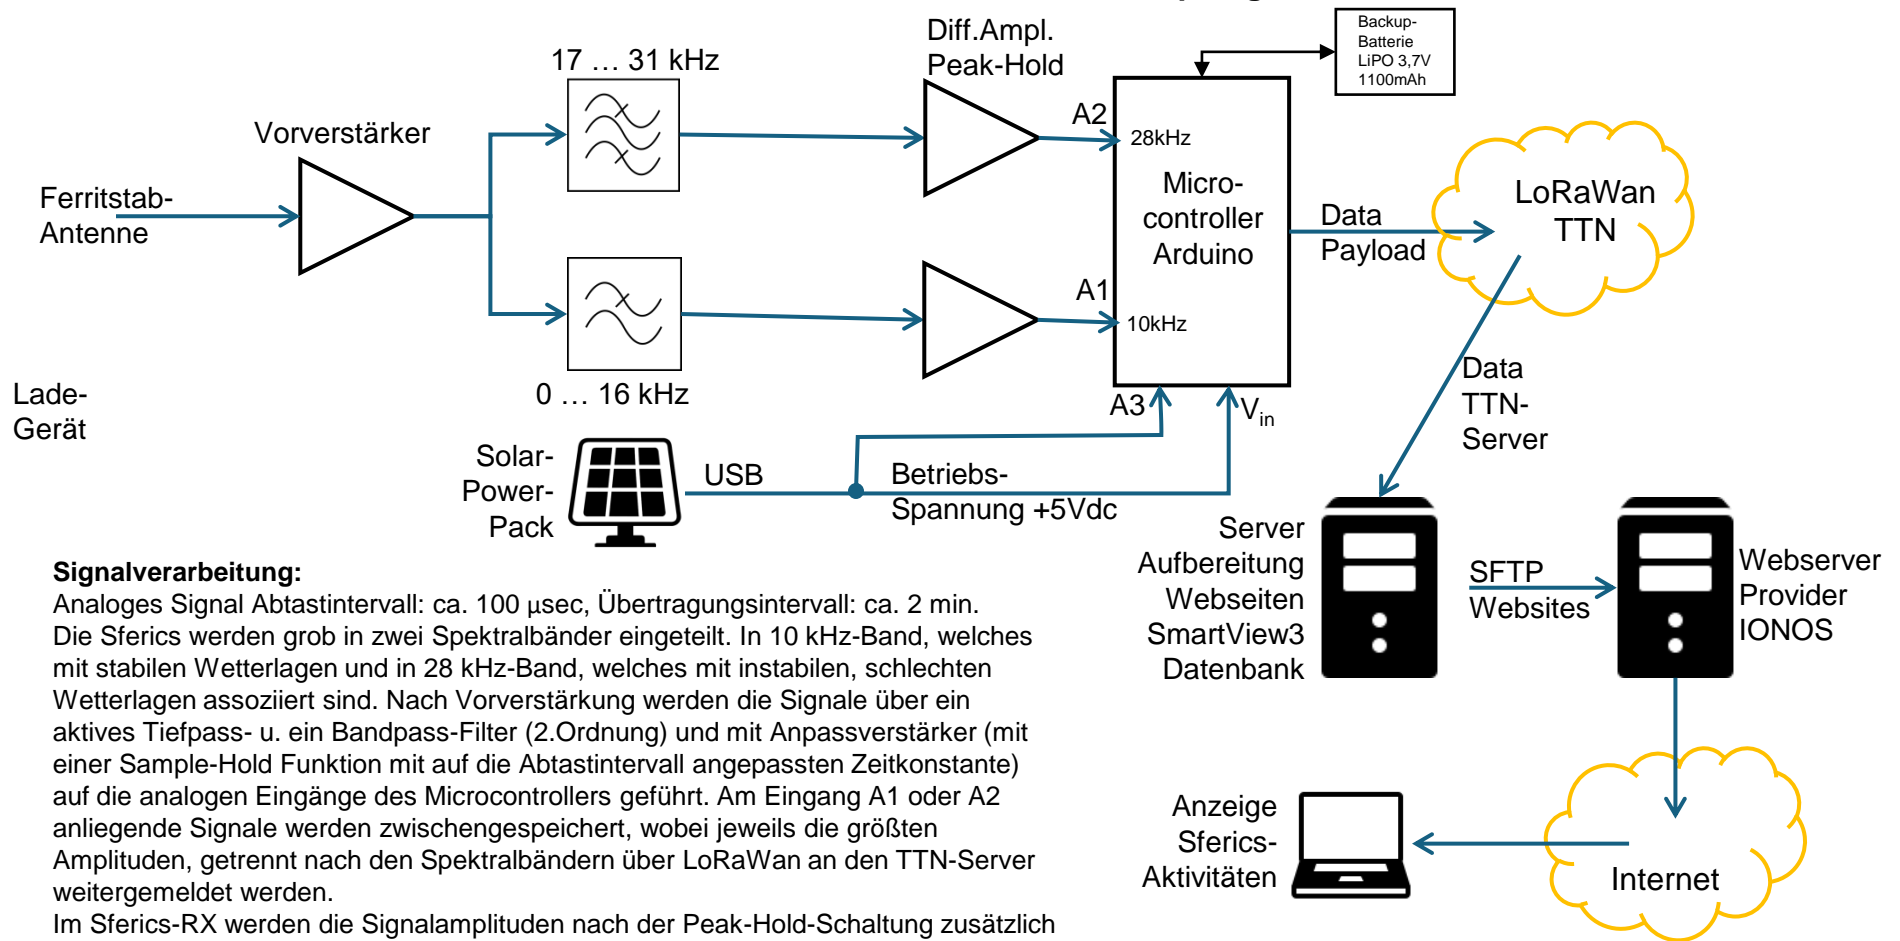 Diff.Ampl.
Peak-Hold
Backup-
Batterie
LiPO 3,7V
1100mAh
17 … 31 kHz
Vorverstärker
A2
28kHz
Ferritstab-
Antenne
Micro-
controller
Arduino
Data
Payload
LoRaWan
TTN
A1
10kHz
0 … 16 kHz
Lade-
Gerät
A3
Vin
Data
TTN-
Server
Solar-
Power-
Pack
USB
Betriebs-
Spannung +5Vdc
Server
Aufbereitung
Webseiten
SmartView3
Datenbank
SFTP
Websites
Webserver
Provider
IONOS
Signalverarbeitung:
Analoges Signal Abtastintervall: ca. 100 µsec, Übertragungsintervall: ca. 2 min.
Die Sferics werden grob in zwei Spektralbänder eingeteilt. In 10 kHz-Band, welches
mit stabilen Wetterlagen und in 28 kHz-Band, welches mit instabilen, schlechten
Wetterlagen assoziiert sind. Nach Vorverstärkung werden die Signale über ein
aktives Tiefpass- u. ein Bandpass-Filter (2.Ordnung) und mit Anpassverstärker (mit
einer Sample-Hold Funktion mit auf die Abtastintervall angepassten Zeitkonstante)
auf die analogen Eingänge des Microcontrollers geführt. Am Eingang A1 oder A2
anliegende Signale werden zwischengespeichert, wobei jeweils die größten
Amplituden, getrennt nach den Spektralbändern über LoRaWan an den TTN-Server
weitergemeldet werden.
Im Sferics-RX werden die Signalamplituden nach der Peak-Hold-Schaltung zusätzlich
Anzeige
Sferics-
Aktivitäten
Internet